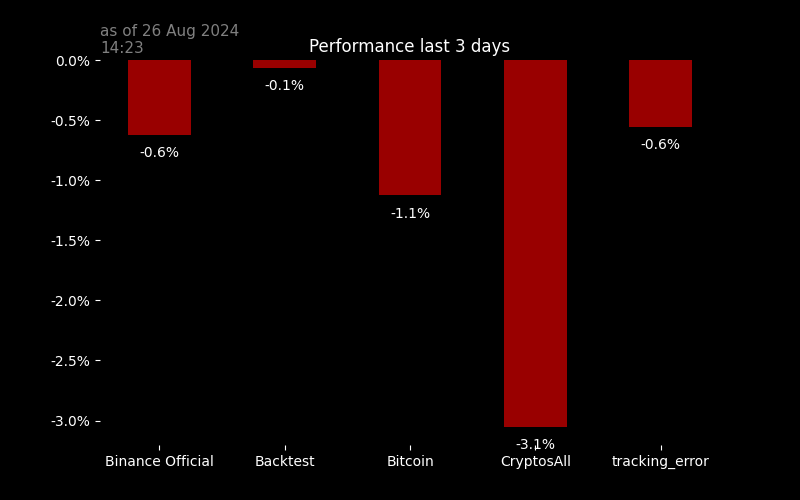 as of 26 Aug 2024
14:23
Performance last 3 days
0.0%
-0.5%
-1.0%
-1.5%
-2.0%
-2.5%
-3.0%
-0.6%
-0.1%
-1.1%
-3.1%
-0.6%
Binance Official
Backtest
Bitcoin
CryptosAll
tracking_error